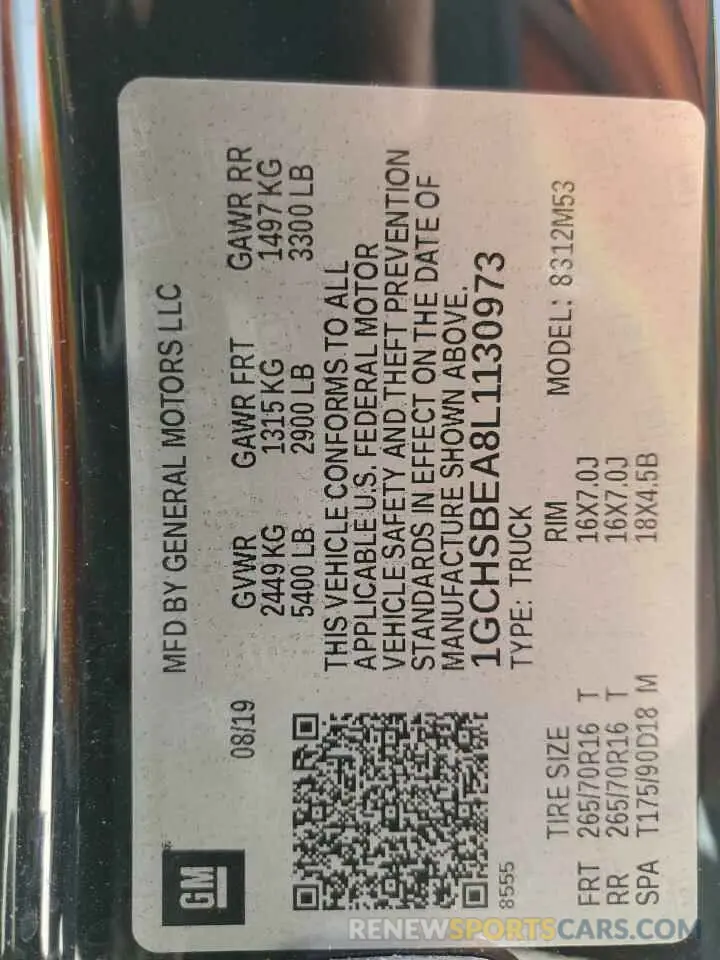 GM
MFD BY GENERAL MOTORS LLC
08/19
GVWR GAWR FRT GAWR RR
2449 KG 1315 KG 1497 KG
5400 LB 2900 LB 3300 LB
THIS VEHICLE CONFORMS TO ALL
APPLICABLE U.S. FEDERAL MOTOR
VEHICLE SAFETY AND THEFT PREVENTION
STANDARDS IN EFFECT ON THE DATE OF
MANUFACTURE SHOWN ABOVE.
1GCHSBEA8L1130973
8555
TYPE: TRUCK
MODEL: 8312M53
TIRE SIZE RIM
FRT 265/70R16 T 16X7.0J
RR 265/70R16 T 16X7.0J
SPA T175/90D18 M 18X4.5B
RENEWSPORTSCARS.COM